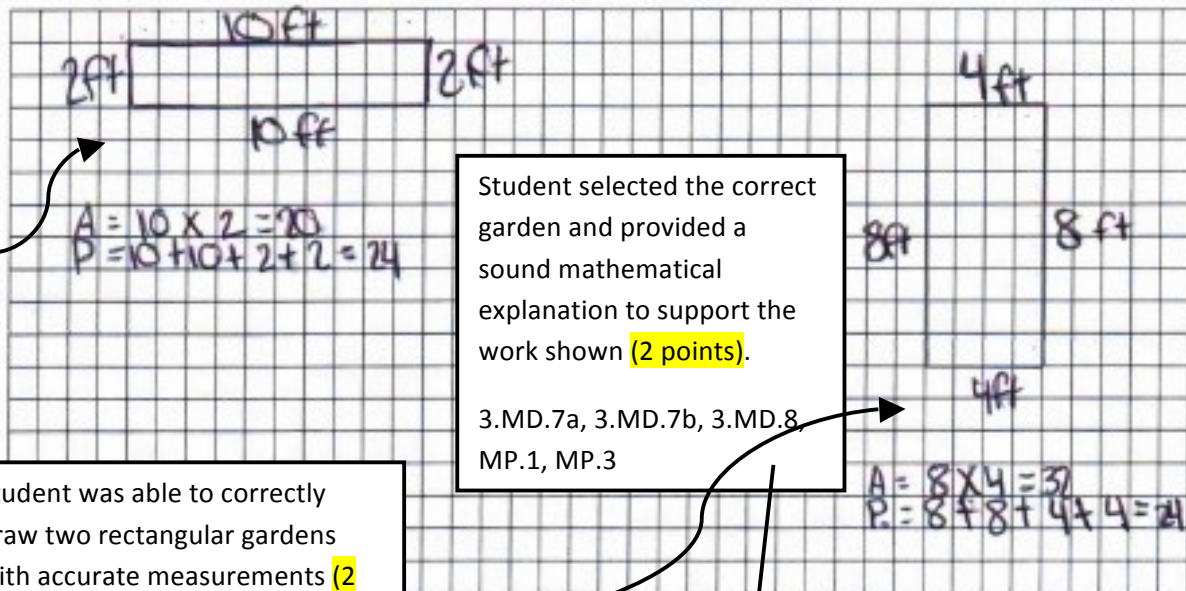 10ft
2ft
2ft
10 ft
A = 10 x 2 = 20
P = 10 + 10 + 2 + 2 = 24
Student selected the correct
garden and provided a
sound mathematical
explanation to support the
work shown (2 points).
3.MD.7a, 3.MD.7b, 3.MD.8,
MP.1, MP.3
4 ft
8ft
8 ft
4ft
A = 8 X 4 = 32
P. = 8 + 8 + 4 + 4 = 24
tudent was able to correctly
raw two rectangular gardens
ith accurate measurements (2